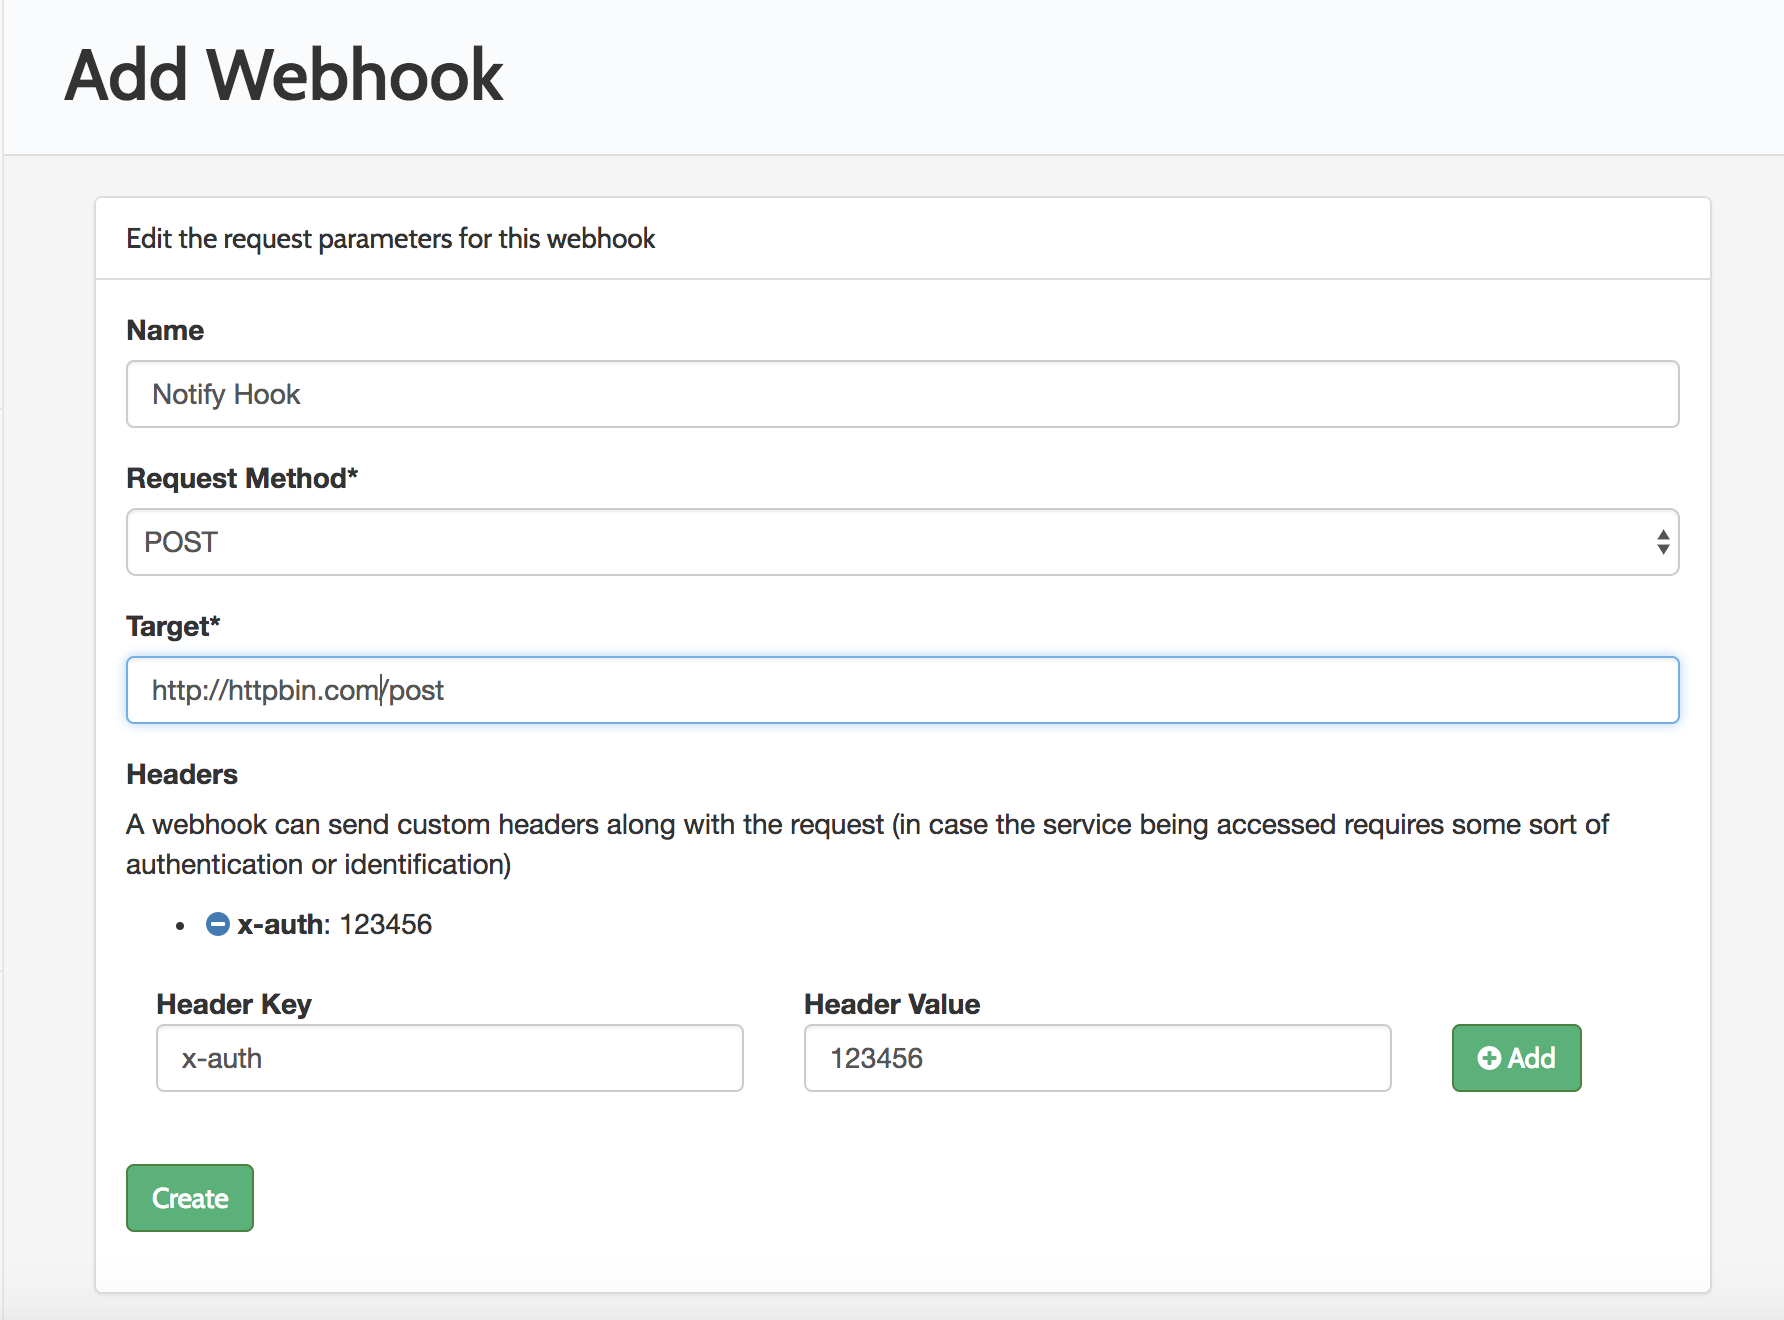 Add Webhook
Edit the request parameters for this webhook
Name
Notify Hook
Request Method*
POST
Target*
http://httpbin.com/post
Headers
A webhook can send custom headers along with the request (in case the service being accessed requires some sort of
authentication or identification)
x-auth: 123456
Header Key
Header Value
x-auth
123456
Add
Create